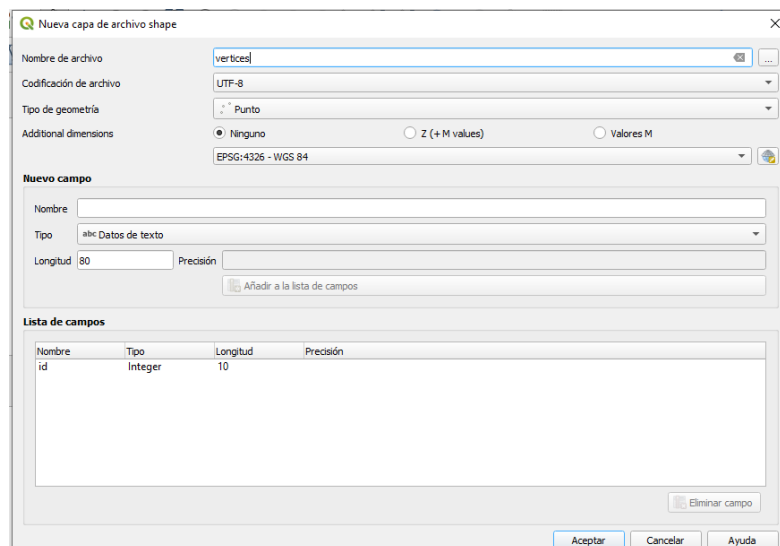 Nueva capa de archivo shape
Nombre de archivo vertices ...
Codificación de archivo UTF-8
Tipo de geometría Punto
Additional dimensions Ninguno Z (+ M values) Valores M
EPSG:4326 - WGS 84
Nuevo campo
Nombre
Tipo abc Datos de texto
Longitud 80 Precisión
Añadir a la lista de campos
Lista de campos
Nombre Tipo Longitud Precisión
id Integer 10
Eliminar campo
Aceptar Cancelar Ayuda